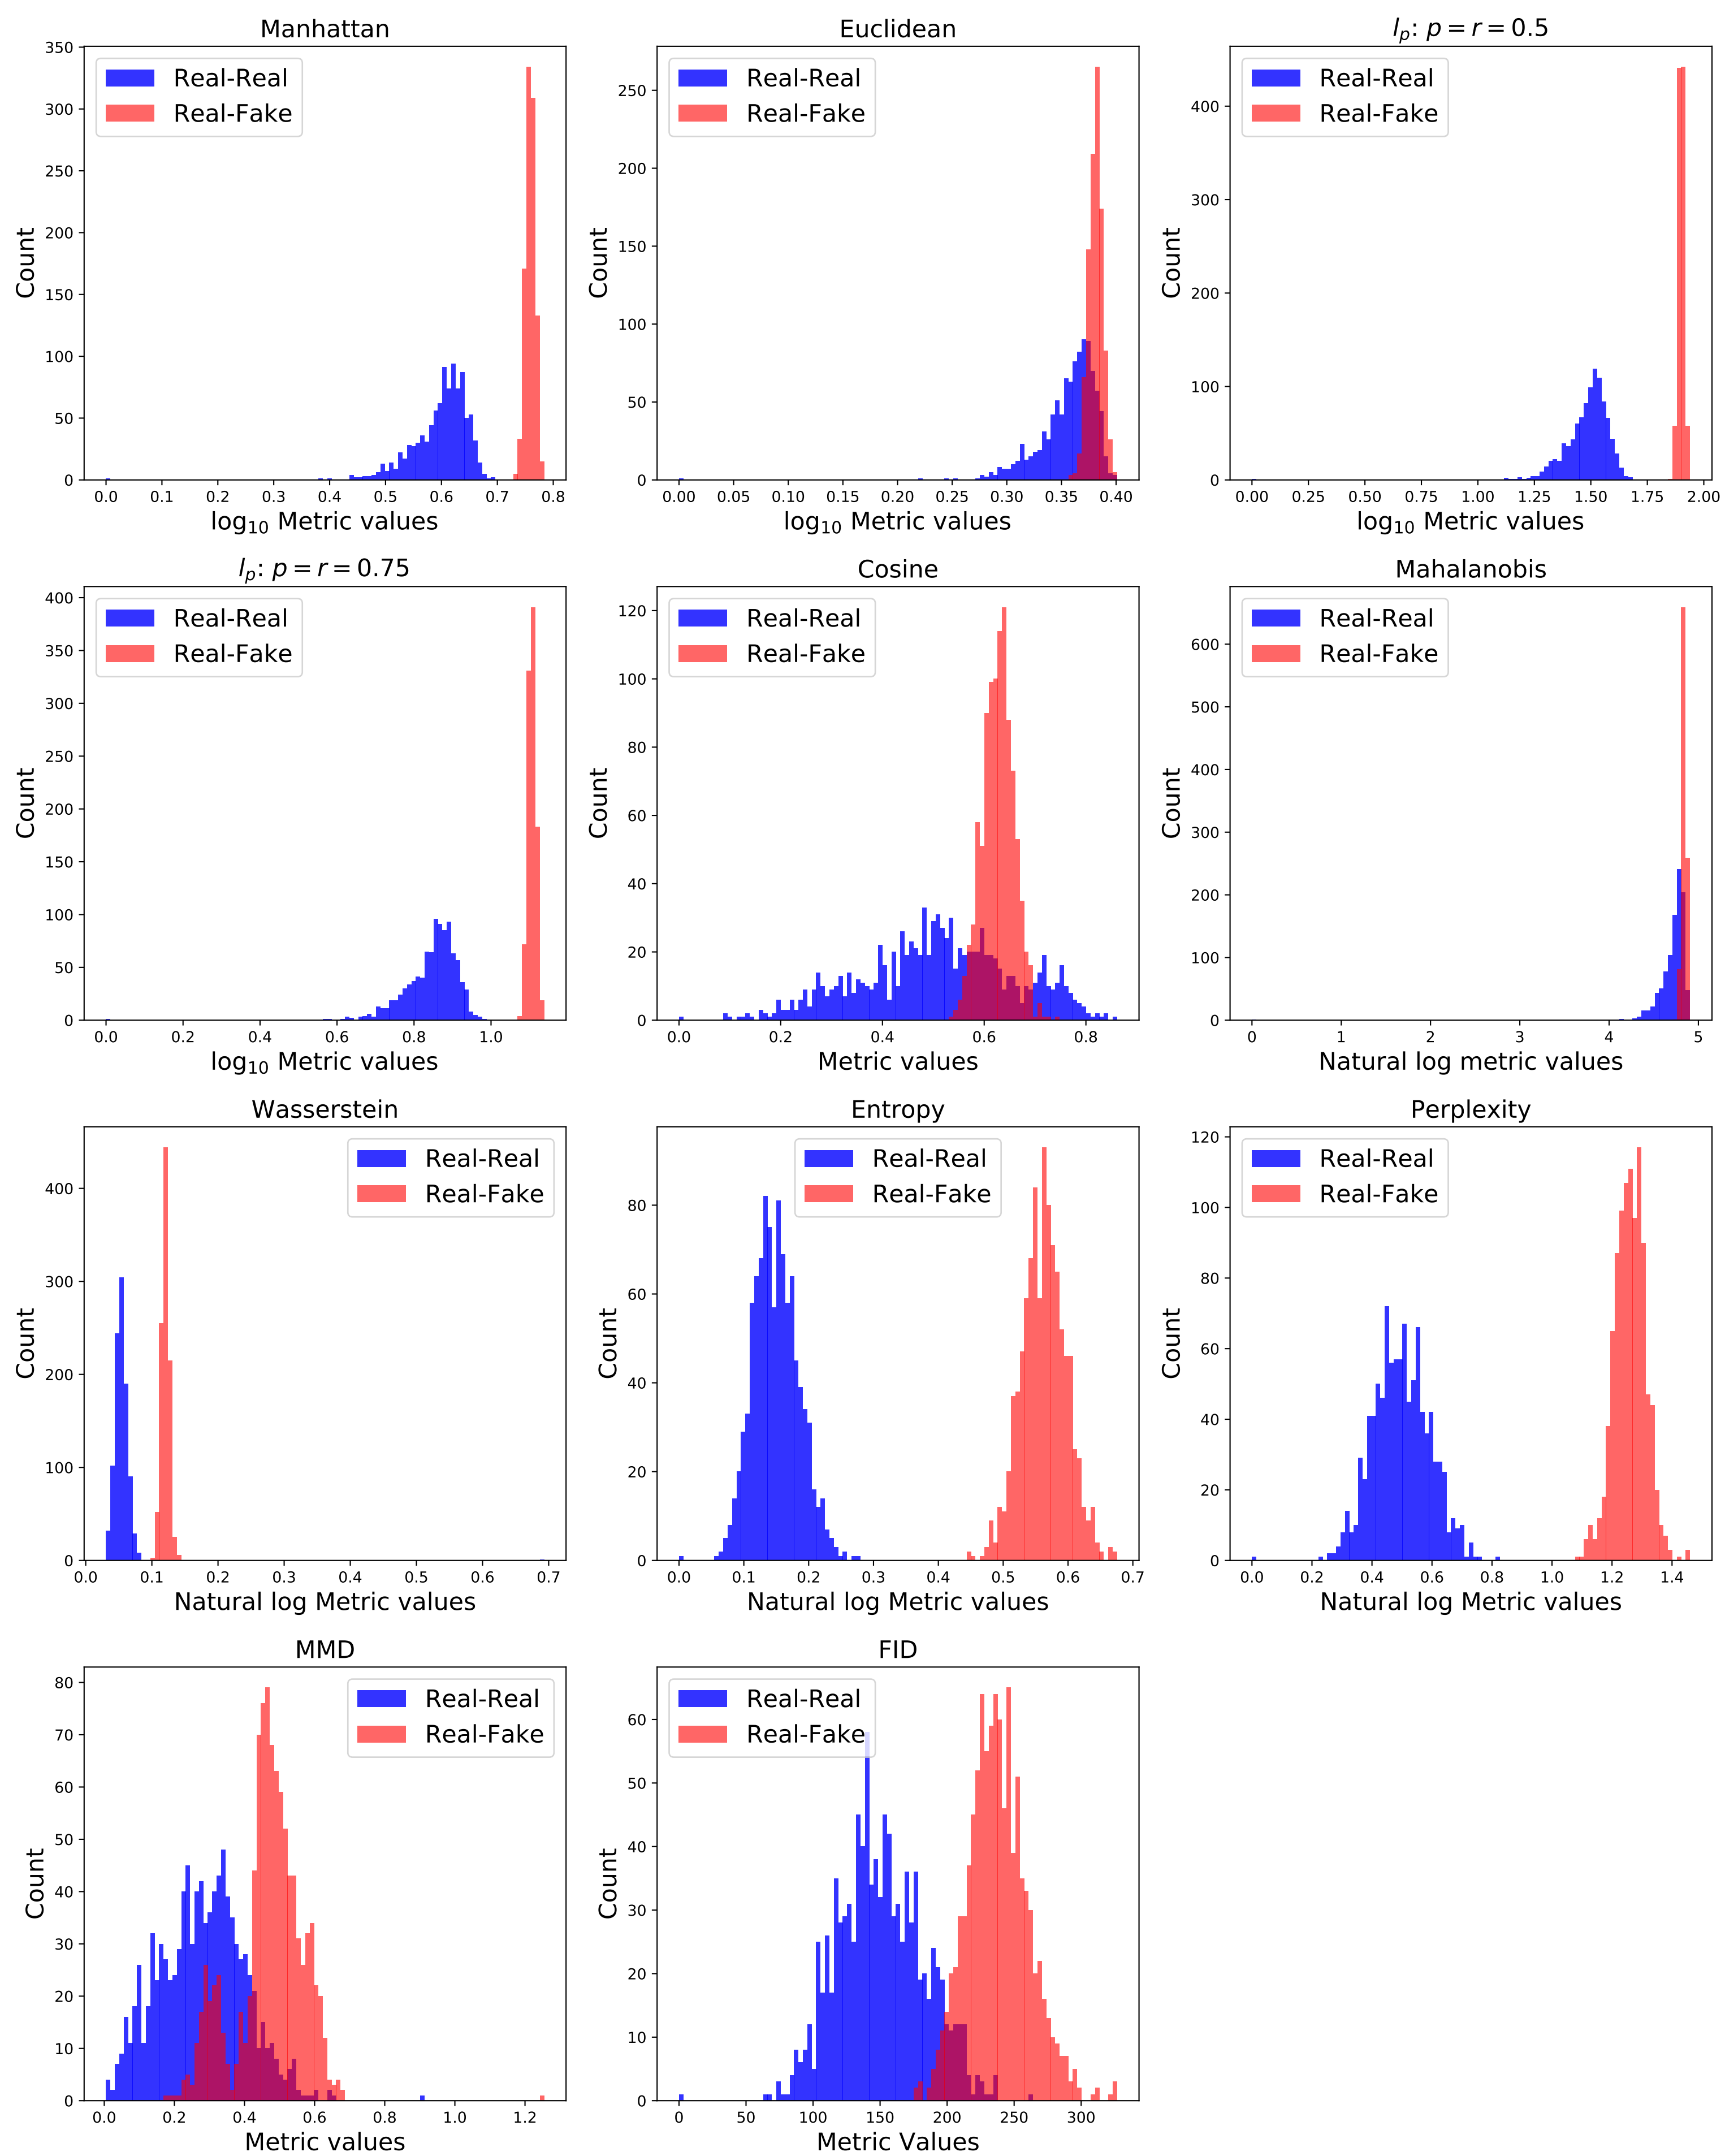 Manhattan
Real-Real
Real-Fake
Count
350
300
250
200
150
100
50
0
0.0 0.1 0.2 0.3 0.4 0.5 0.6 0.7 0.8
log10 Metric values
Euclidean
Real-Real
Real-Fake
Count
250
200
150
100
50
0
0.00 0.05 0.10 0.15 0.20 0.25 0.30 0.35 0.40
log10 Metric values
lp: p = r = 0.5
Real-Real
Real-Fake
Count
400
300
200
100
0
0.00 0.25 0.50 0.75 1.00 1.25 1.50 1.75 2.00
log10 Metric values
lp: p = r = 0.75
Real-Real
Real-Fake
Count
400
350
300
250
200
150
100
50
0
0.0 0.2 0.4 0.6 0.8 1.0
log10 Metric values
Cosine
Real-Real
Real-Fake
Count
120
100
80
60
40
20
0
0.0 0.2 0.4 0.6 0.8
Metric values
Mahalanobis
Real-Real
Real-Fake
Count
600
500
400
300
200
100
0
0 1 2 3 4 5
Natural log metric values
Wasserstein
Real-Real
Real-Fake
Count
400
300
200
100
0
0.0 0.1 0.2 0.3 0.4 0.5 0.6 0.7
Natural log Metric values
Entropy
Real-Real
Real-Fake
Count
80
60
40
20
0
0.0 0.1 0.2 0.3 0.4 0.5 0.6 0.7
Natural log Metric values
Perplexity
Real-Real
Real-Fake
Count
120
100
80
60
40
20
0
0.0 0.2 0.4 0.6 0.8 1.0 1.2 1.4
Natural log Metric values
MMD
Real-Real
Real-Fake
Count
80
70
60
50
40
30
20
10
0
0.0 0.2 0.4 0.6 0.8 1.0 1.2
Metric values
FID
Real-Real
Real-Fake
Count
60
50
40
30
20
10
0
0 50 100 150 200 250 300
Metric Values